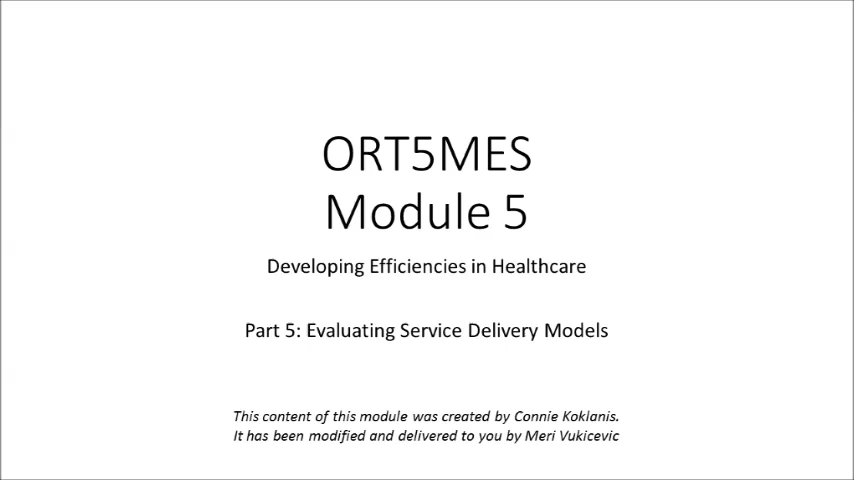 ORT5MES
Module 5
Developing Efficiencies in Healthcare
Part 5: Evaluating Service Delivery Models
This content of this module was created by Connie Koklanis.
It has been modified and delivered to you by Meri Vukicevic